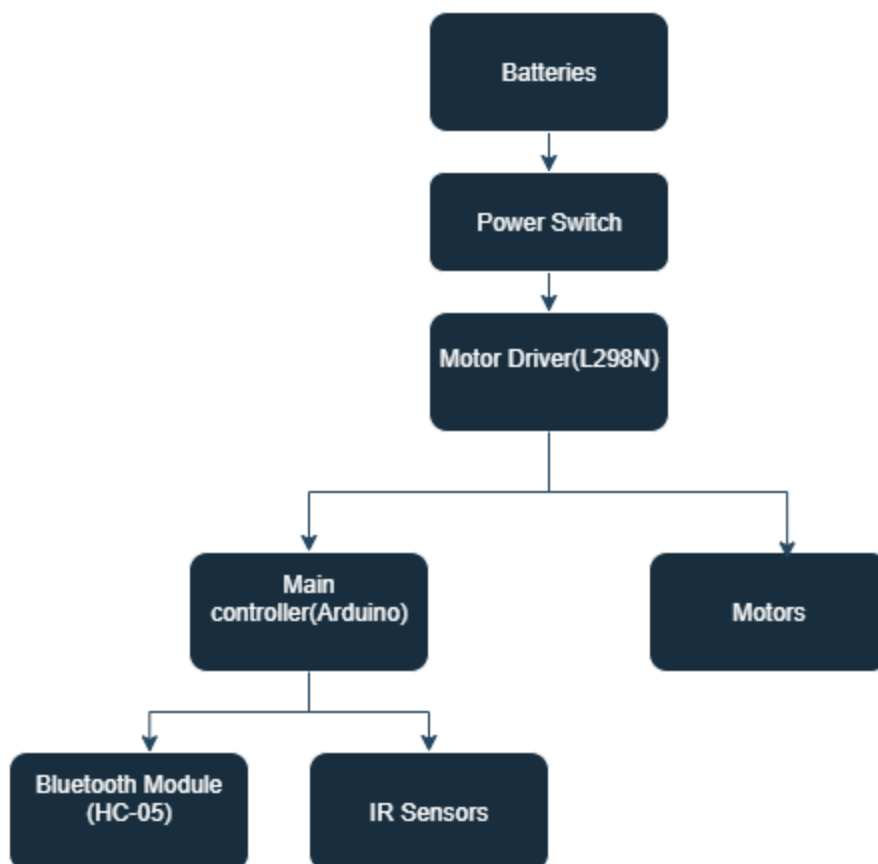 Batteries
Power Switch
Motor Driver(L298N)
Main
controller(Arduino)
Motors
Bluetooth Module
(HC-05)
IR Sensors